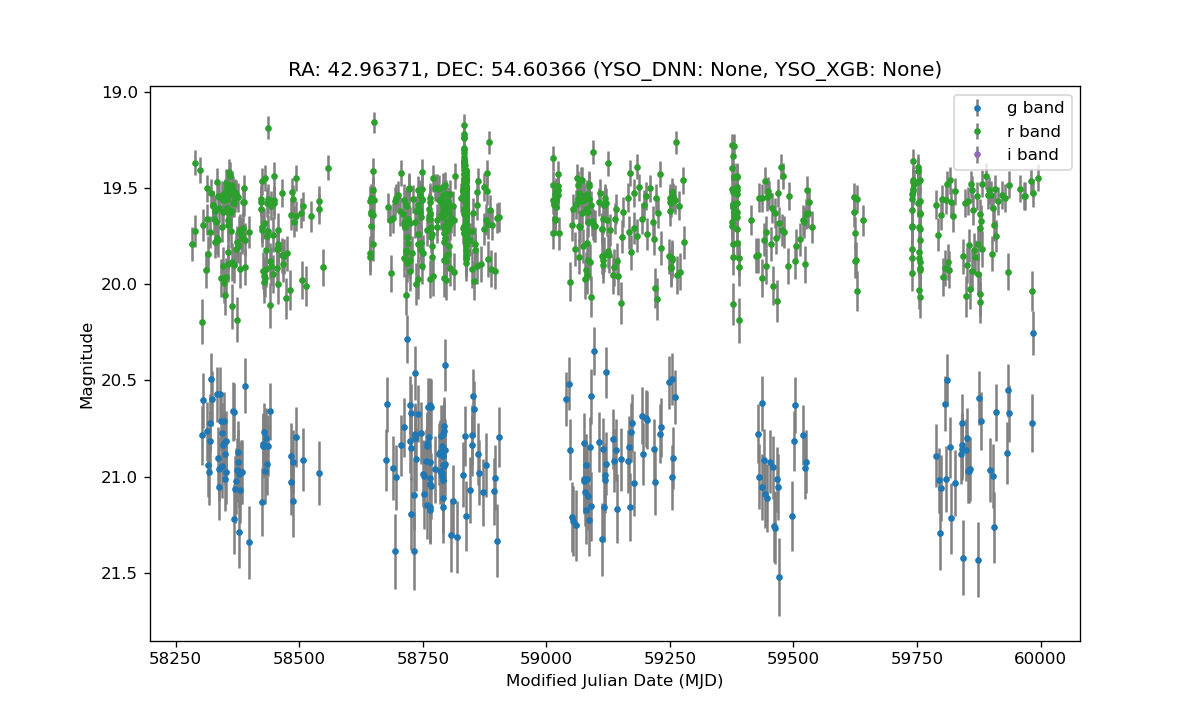 RA: 42.96371, DEC: 54.60366 (YSO_DNN: None, YSO_XGB: None)
g band
r band
i band
19.0
19.5
20.0
20.5
21.0
21.5
Magnitude
58250
58500
58750
59000
59250
59500
59750
60000
Modified Julian Date (MJD)